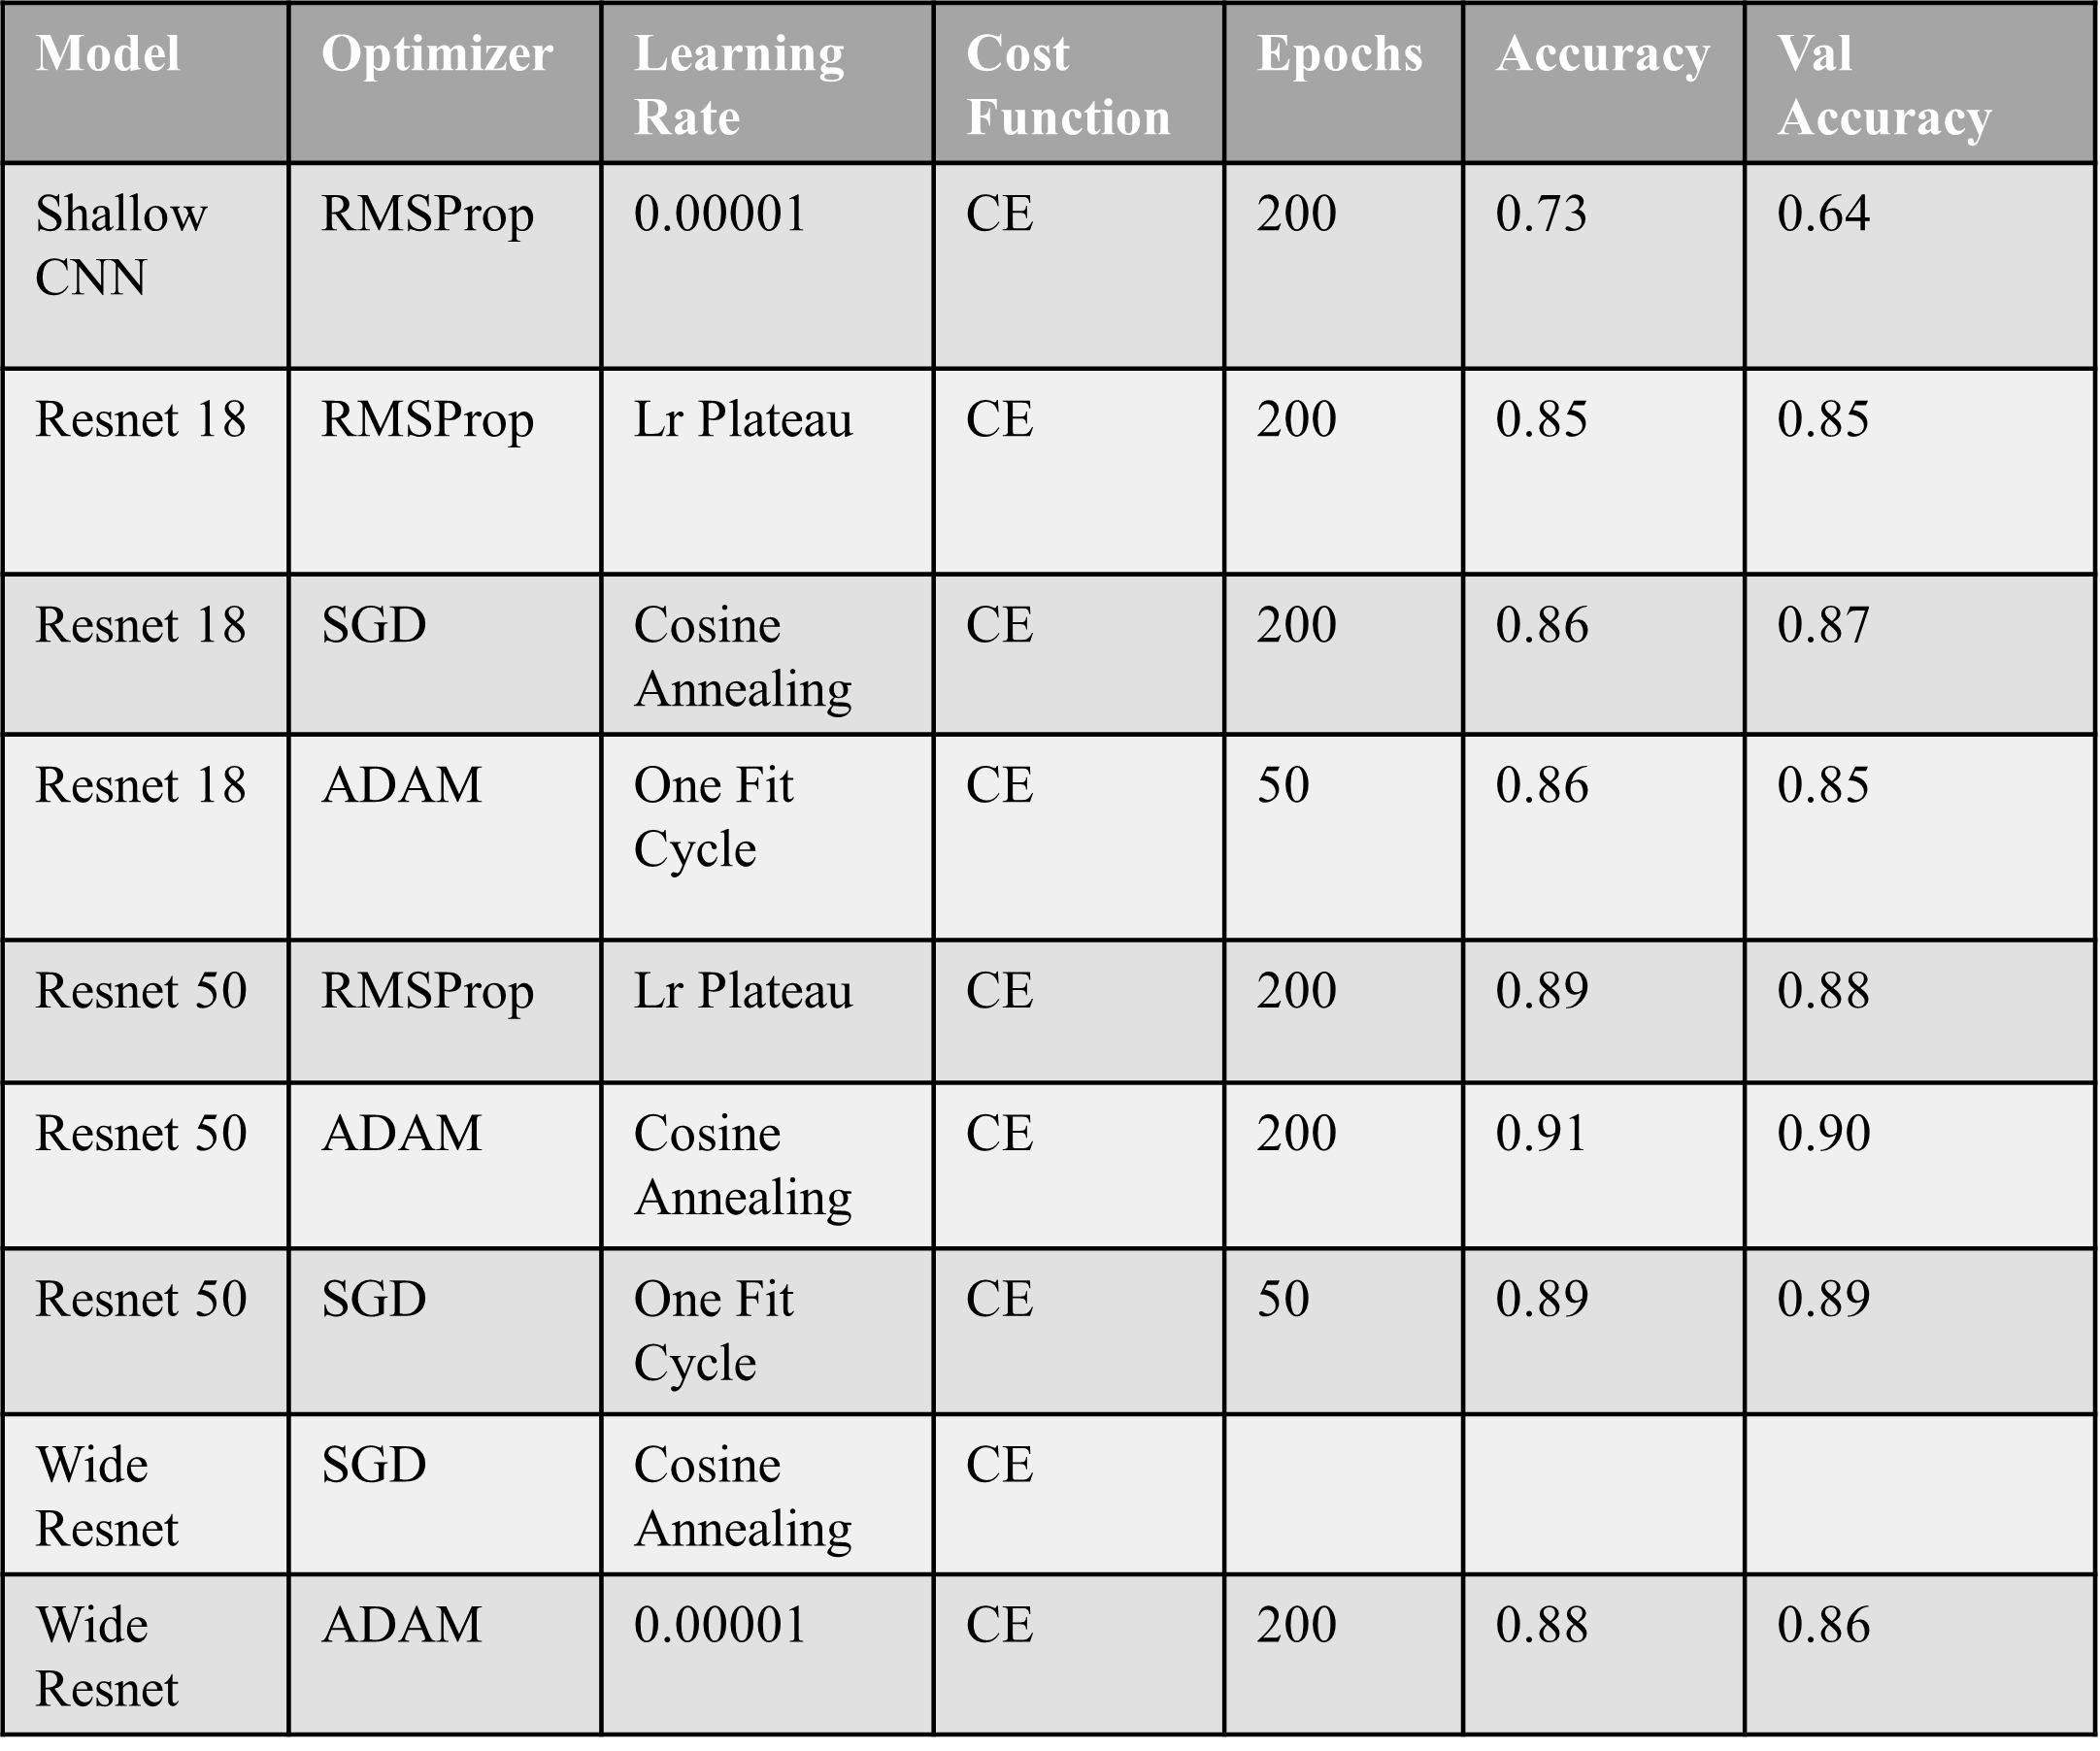 Model Optimizer Learning Rate Cost Function Epochs Accuracy Val Accuracy
Shallow CNN RMSProp 0.00001 CE 200 0.73 0.64
Resnet 18 RMSProp Lr Plateau CE 200 0.85 0.85
Resnet 18 SGD Cosine Annealing CE 200 0.86 0.87
Resnet 18 ADAM One Fit Cycle CE 50 0.86 0.85
Resnet 50 RMSProp Lr Plateau CE 200 0.89 0.88
Resnet 50 ADAM Cosine Annealing CE 200 0.91 0.90
Resnet 50 SGD One Fit Cycle CE 50 0.89 0.89
Wide Resnet SGD Cosine Annealing CE
Wide Resnet ADAM 0.00001 CE 200 0.88 0.86